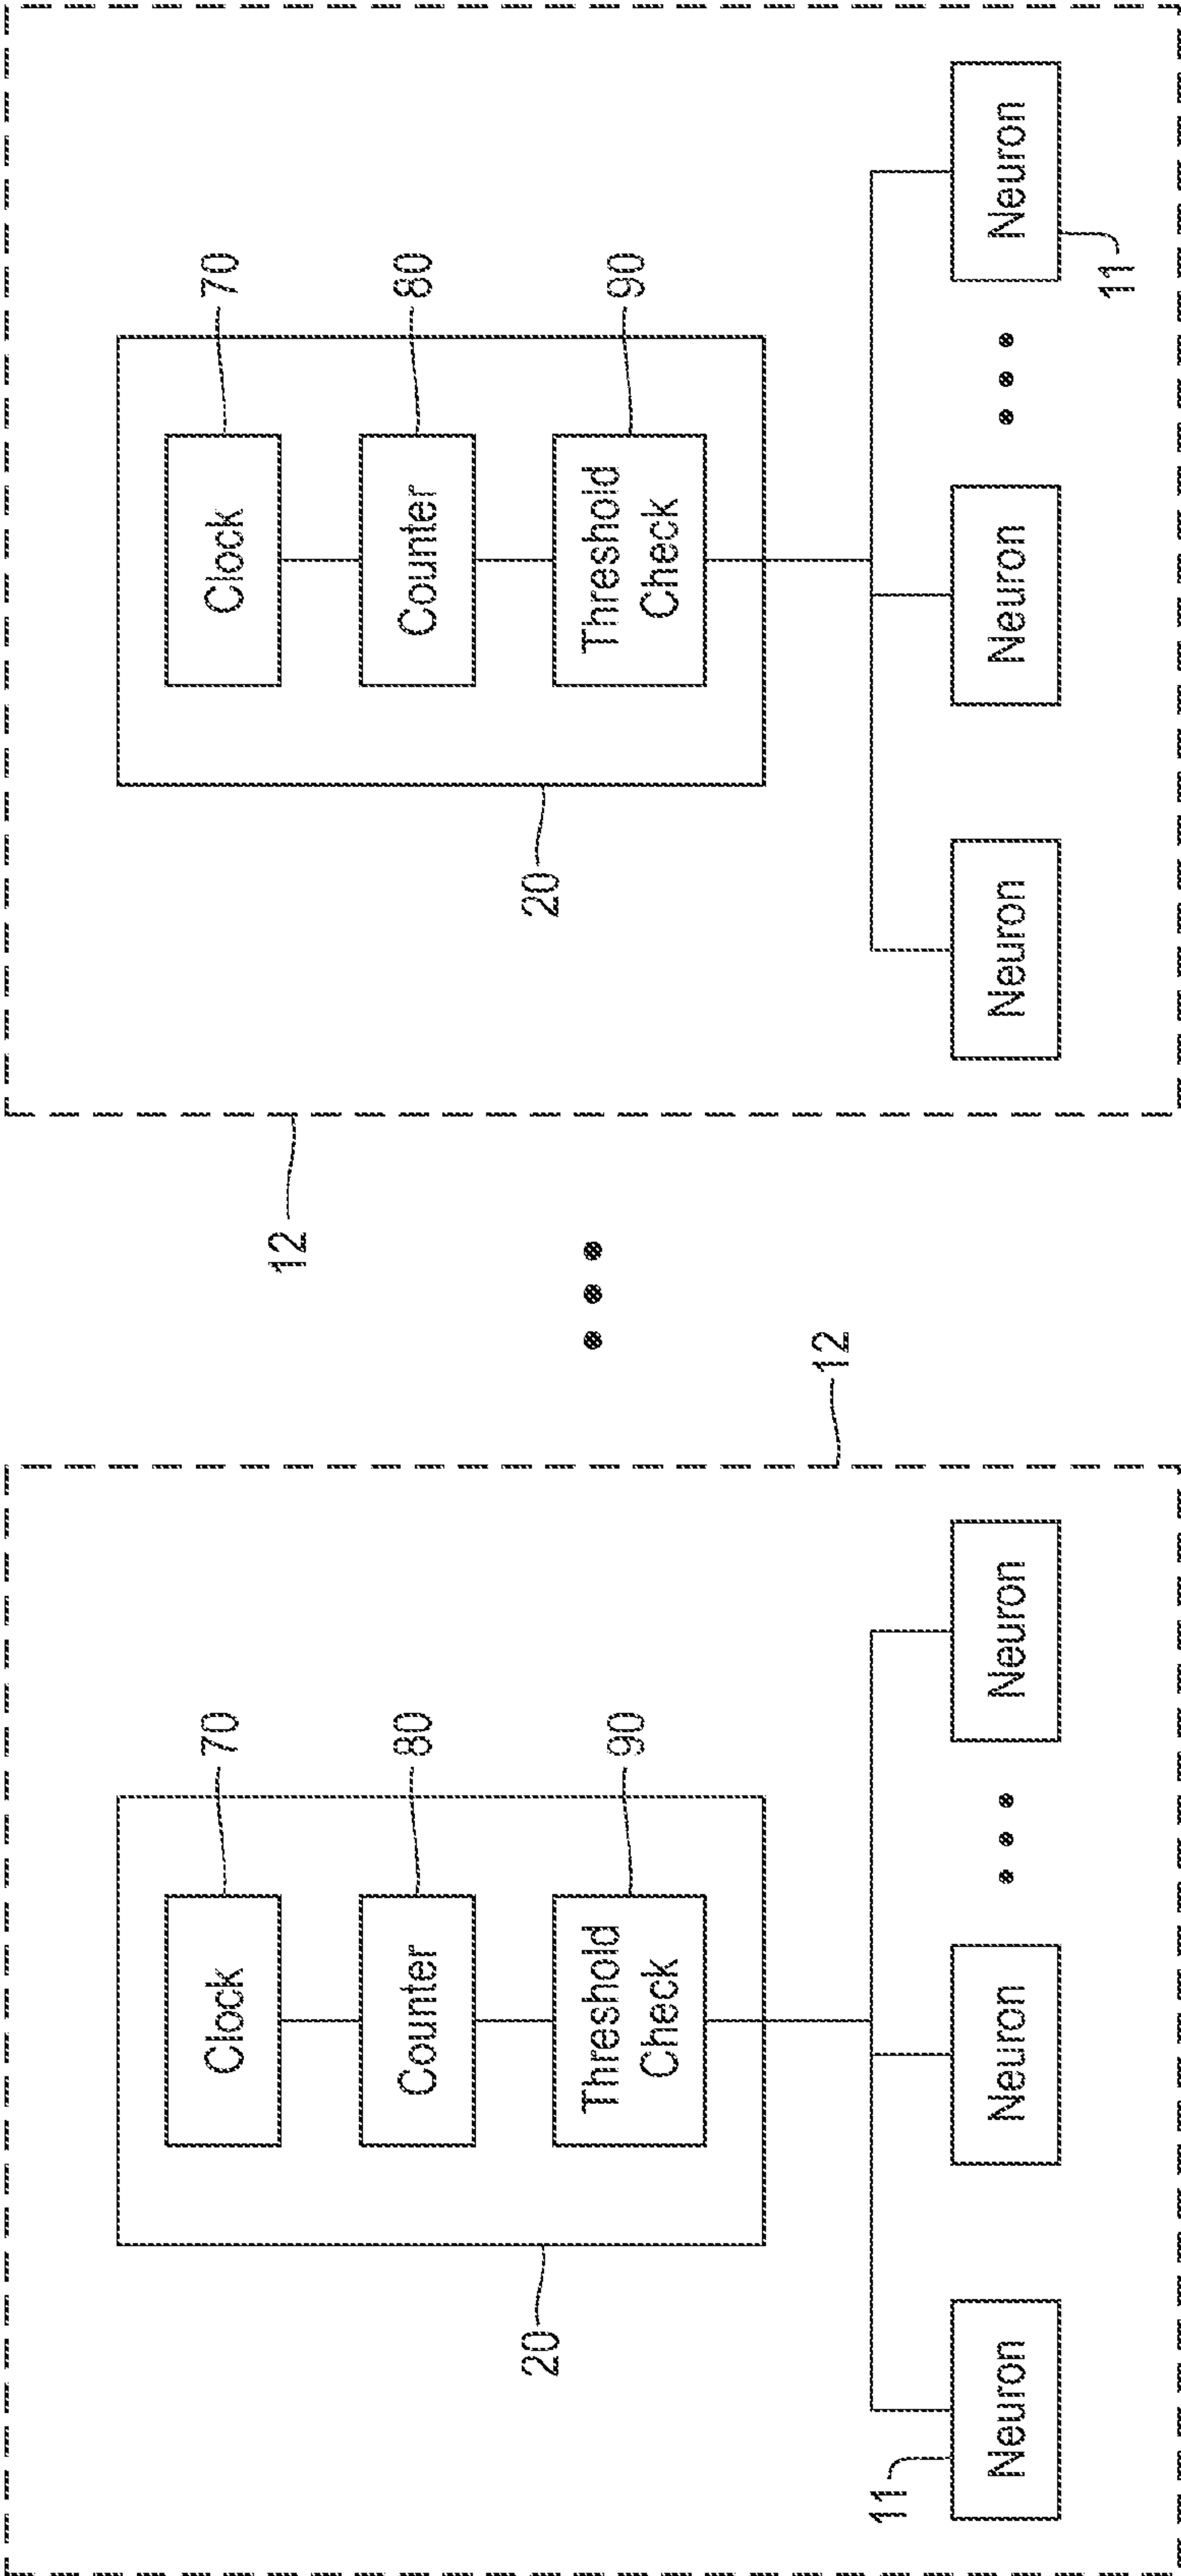 12
20
Clock
70
Counter
80
Threshold
Check
90
11
Neuron
Neuron
Neuron
12
20
Clock
70
Counter
80
Threshold
Check
90
Neuron
Neuron
Neuron
11